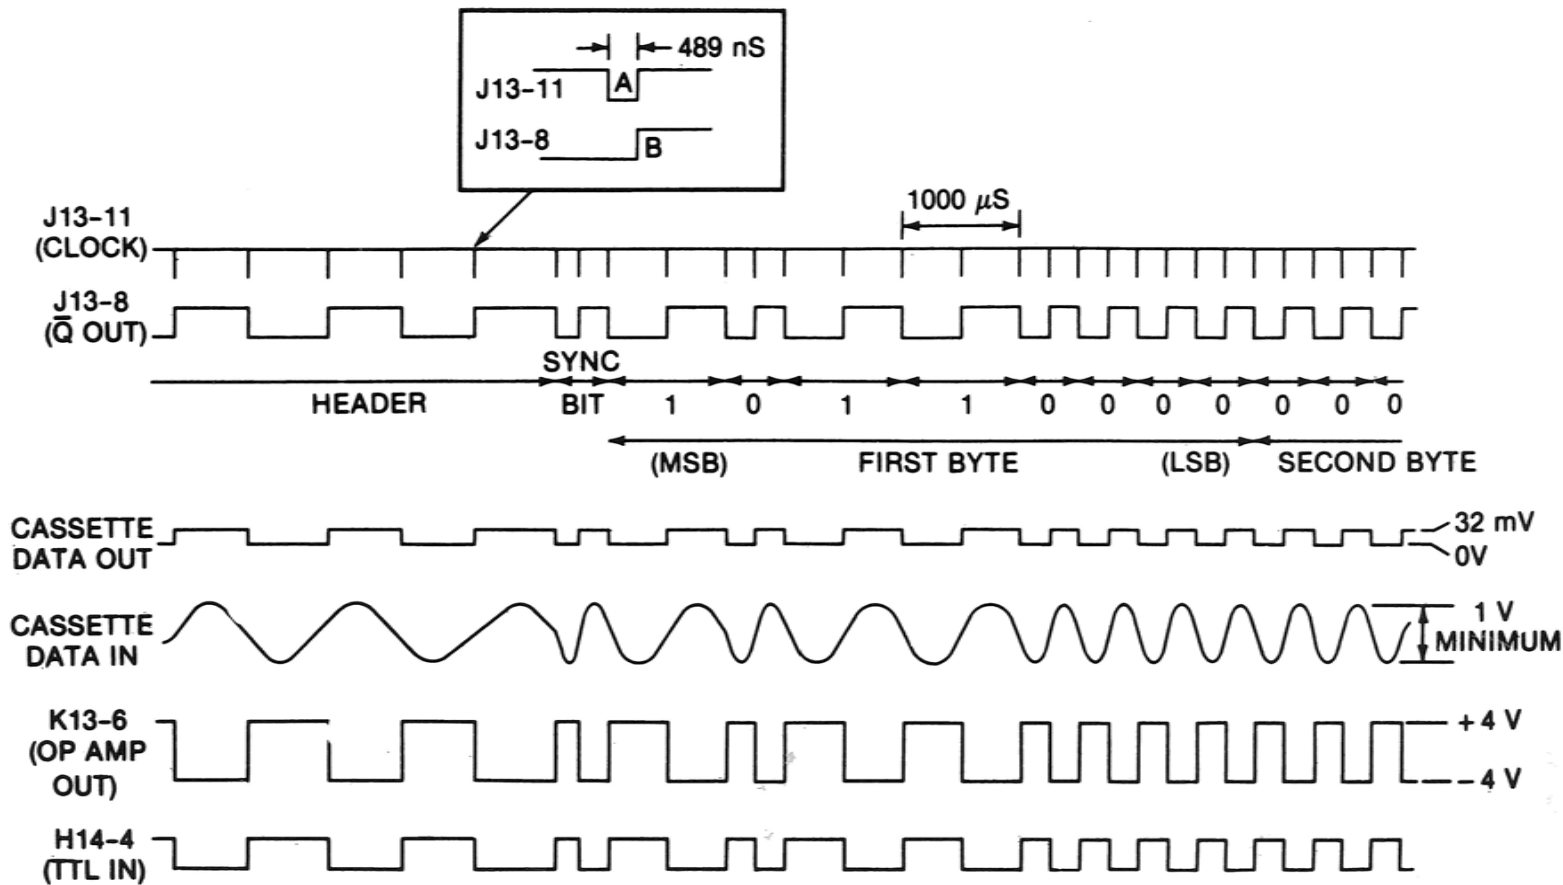 489 nS
J13-11
A
J13-8
B
1000 µS
J13-11
(CLOCK)
J13-8
(Q̅ OUT)
SYNC
HEADER
BIT
1 0 1 1 0 0 0 0 0 0 0
(MSB)
FIRST BYTE
(LSB)
SECOND BYTE
CASSETTE
DATA OUT
32 mV
0V
CASSETTE
DATA IN
1 V
MINIMUM
K13-6
(OP AMP
OUT)
+4 V
-4 V
H14-4
(TTL IN)